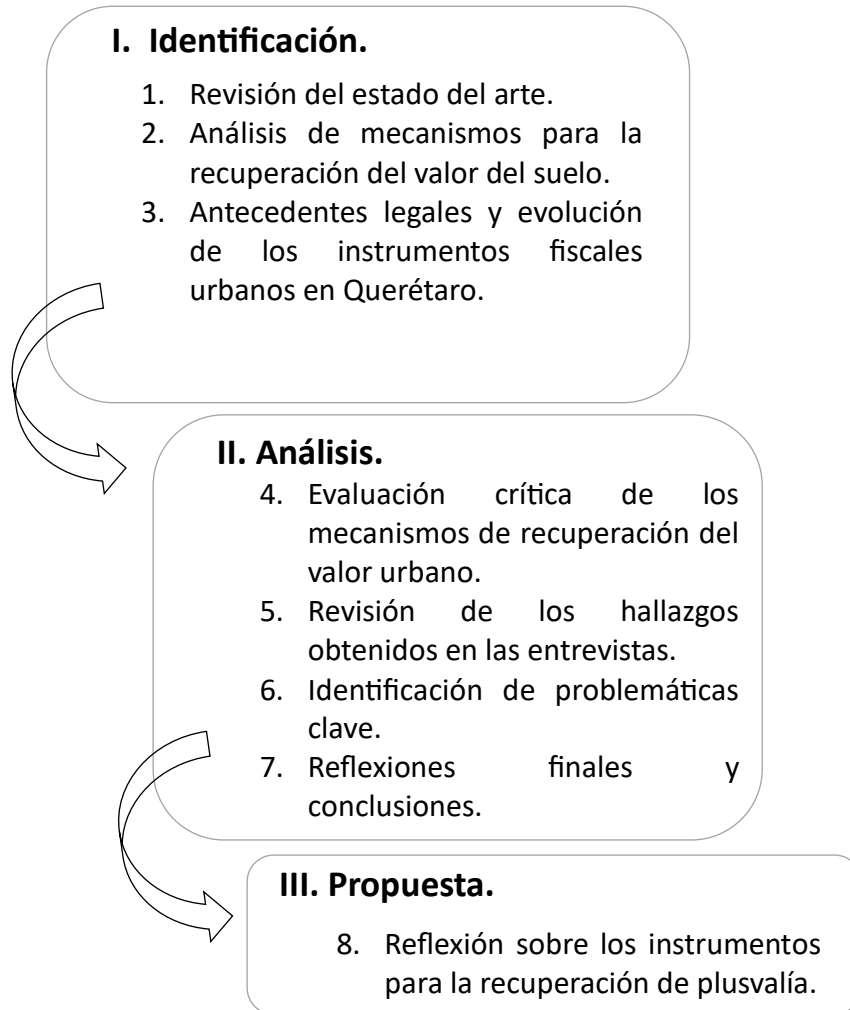 I. Identificación.
1. Revisión del estado del arte.
2. Análisis de mecanismos para la
recuperación del valor del suelo.
3. Antecedentes legales y evolución
de los instrumentos fiscales
urbanos en Querétaro.
II. Análisis.
4. Evaluación crítica de los
mecanismos de recuperación del
valor urbano.
5. Revisión de los hallazgos
obtenidos en las entrevistas.
6. Identificación de problemáticas
clave.
7. Reflexiones finales y
conclusiones.
III. Propuesta.
8. Reflexión sobre los instrumentos
para la recuperación de plusvalía.